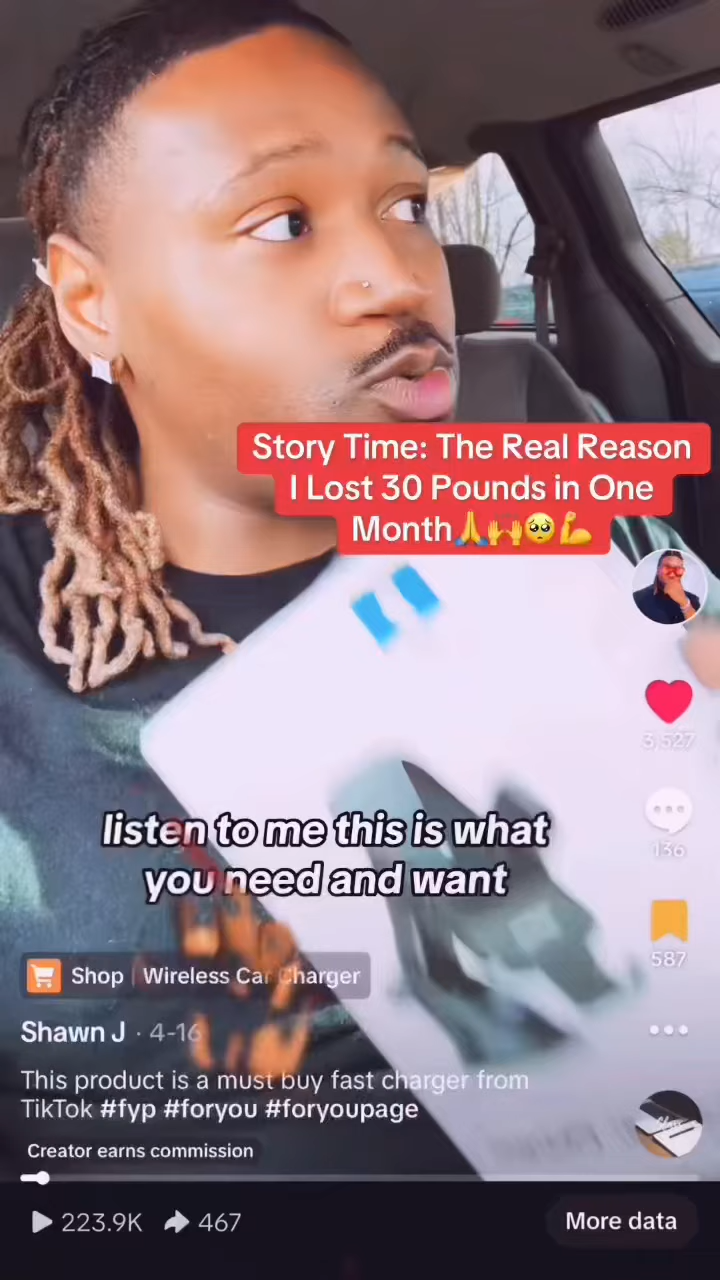 Story Time: The Real Reason
I Lost 30 Pounds in One
Month🙏🙌🥺💪
3,527
136
listen to me this is what
you need and want
587
Shop | Wireless Car Charger
Shawn J · 4-16
This product is a must buy fast charger from
TikTok #fyp #foryou #foryoupage
Creator earns commission
223.9K
467
More data